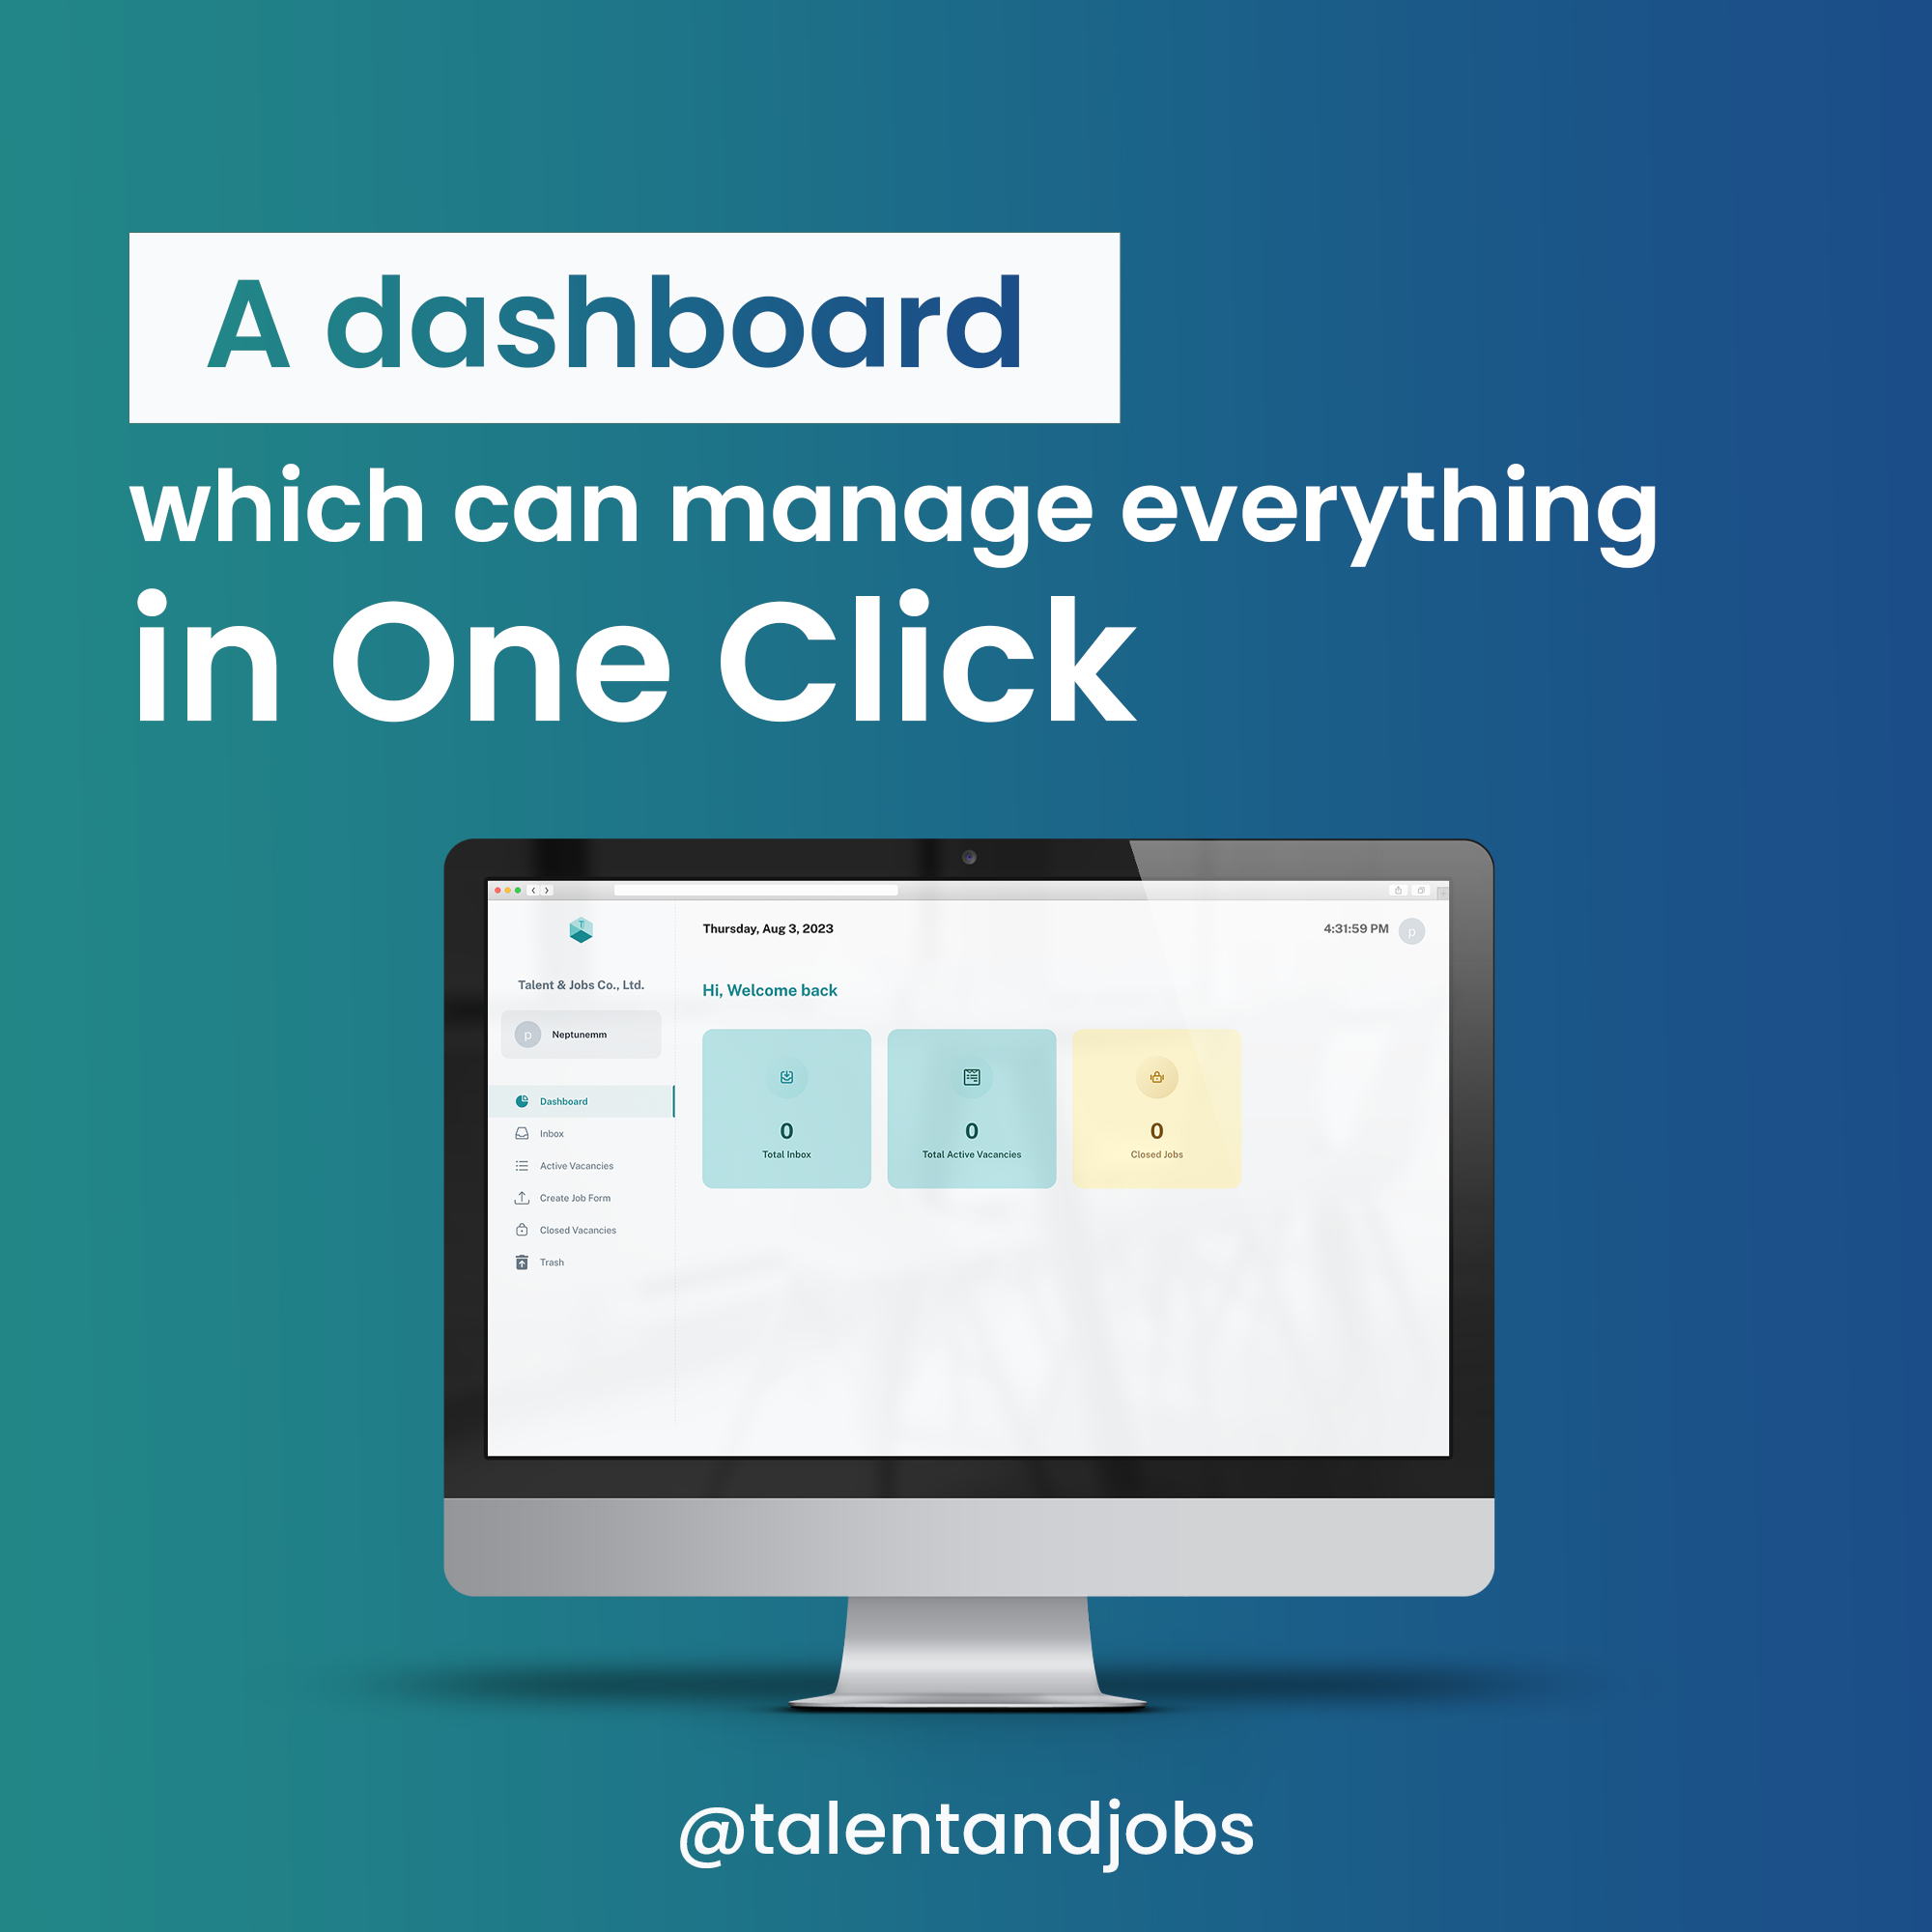 A dashboard
which can manage everything
in One Click
Thursday, Aug 3, 2023
4:31:59 PM
p
Talent & Jobs Co., Ltd.
Hi, Welcome back
p
Neptunemm
Dashboard
Inbox
Active Vacancies
Create Job Form
Closed Vacancies
Trash
0
Total Inbox
0
Total Active Vacancies
0
Closed Jobs
@talentandjobs